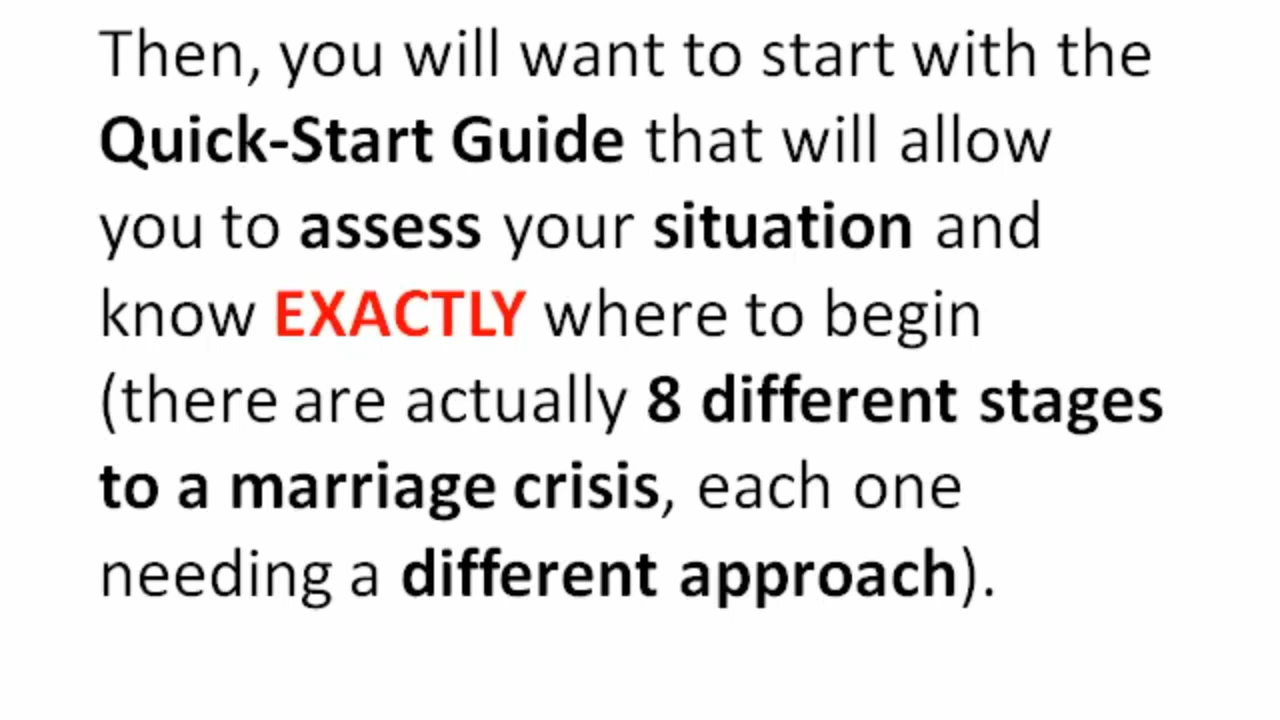 Then, you will want to start with the
Quick-Start Guide that will allow
you to assess your situation and
know EXACTLY where to begin
(there are actually 8 different stages
to a marriage crisis, each one
needing a different approach).